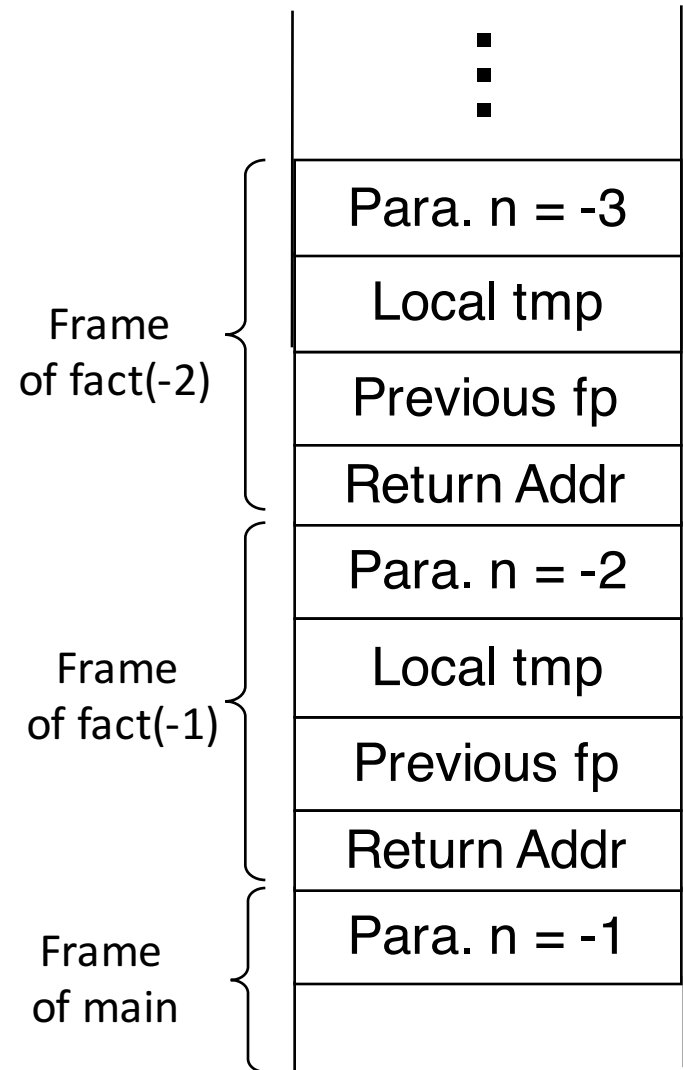 Para. n = -3
Local tmp
Previous fp
Return Addr
Frame
of fact(-2)
Para. n = -2
Local tmp
Previous fp
Return Addr
Frame
of fact(-1)
Para. n = -1
Frame
of main